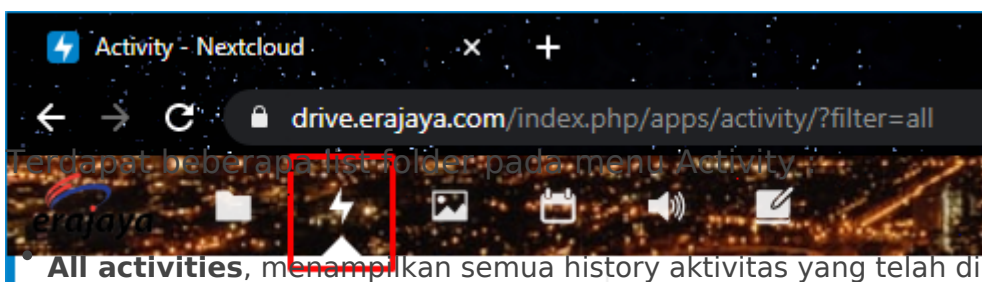 Activity - Nextcloud
drive.erajaya.com/index.php/apps/activity/?filter=all
Terdapat beberapa list folder pada menu Activity,
erajaya
All activities, menampilkan semua history aktivitas yang telah di